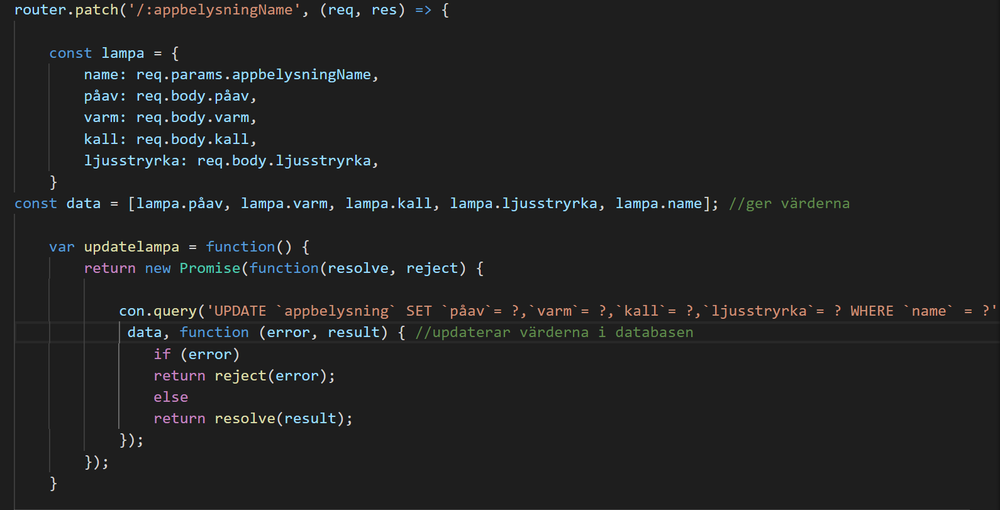 router.patch('/:appbelysningName', (req, res) => {
const lampa = {
name: req.params.appbelysningName,
påav: req.body.påav,
varm: req.body.varm,
kall: req.body.kall,
ljusstryrka: req.body.ljusstryrka,
}
const data = [lampa.påav, lampa.varm, lampa.kall, lampa.ljusstryrka, lampa.name]; //ger värderna
var updatelampa = function() {
return new Promise(function(resolve, reject) {
con.query('UPDATE `appbelysning` SET `påav`= ?,`varm`= ?,`kall`= ?,`ljusstryrka`= ? WHERE `name` = ?'
data, function (error, result) { //updaterar värderna i databasen
if (error)
return reject(error);
else
return resolve(result);
});
});
}